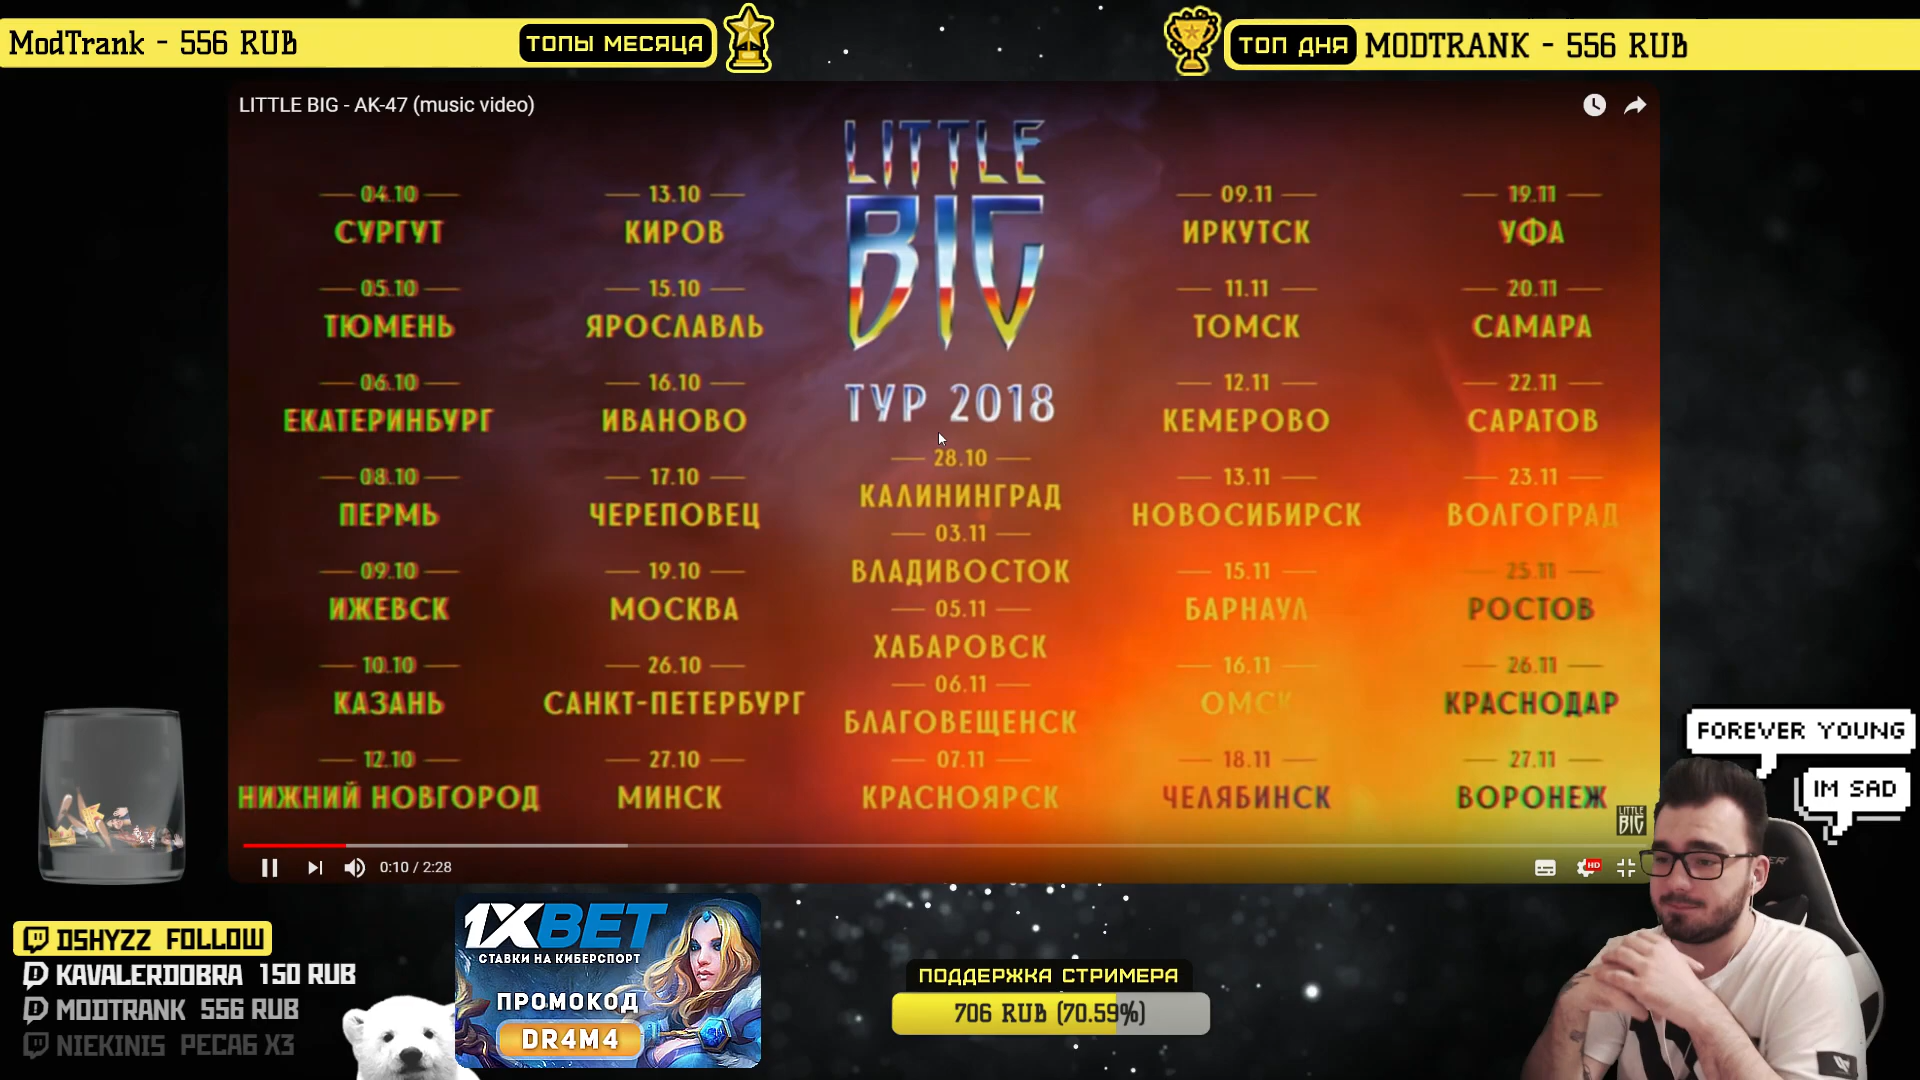 ModTrank - 556 RUB
ТОПЫ МЕСЯЦА
ТОП ДНЯ
MODTRANK - 556 RUB
LITTLE BIG - AK-47 (music video)
LITTLE
BIG
ТУР 2018
04.10
СУРГУТ
05.10
ТЮМЕНЬ
06.10
ЕКАТЕРИНБУРГ
08.10
ПЕРМЬ
09.10
ИЖЕВСК
10.10
КАЗАНЬ
12.10
НИЖНИЙ НОВГОРОД
13.10
КИРОВ
15.10
ЯРОСЛАВЛЬ
16.10
ИВАНОВО
17.10
ЧЕРЕПОВЕЦ
19.10
МОСКВА
26.10
САНКТ-ПЕТЕРБУРГ
27.10
МИНСК
28.10
КАЛИНИНГРАД
03.11
ВЛАДИВОСТОК
05.11
ХАБАРОВСК
06.11
БЛАГОВЕЩЕНСК
07.11
КРАСНОЯРСК
09.11
ИРКУТСК
11.11
ТОМСК
12.11
КЕМЕРОВО
13.11
НОВОСИБИРСК
15.11
БАРНАУЛ
16.11
ОМСК
18.11
ЧЕЛЯБИНСК
19.11
УФА
20.11
САМАРА
22.11
САРАТОВ
23.11
ВОЛГОГРАД
25.11
РОСТОВ
26.11
КРАСНОДАР
27.11
ВОРОНЕЖ
LITTLE
BIG
0:10 / 2:28
HD
FOREVER YOUNG
IM SAD
DSHYZZ FOLLOW
KAVALERDOBRA 150 RUB
MODTRANK 556 RUB
NIEKINIS РЕСАБ X3
1XBET
СТАВКИ НА КИБЕРСПОРТ
ПРОМОКОД
DR4M4
ПОДДЕРЖКА СТРИМЕРА
706 RUB (70.59%)